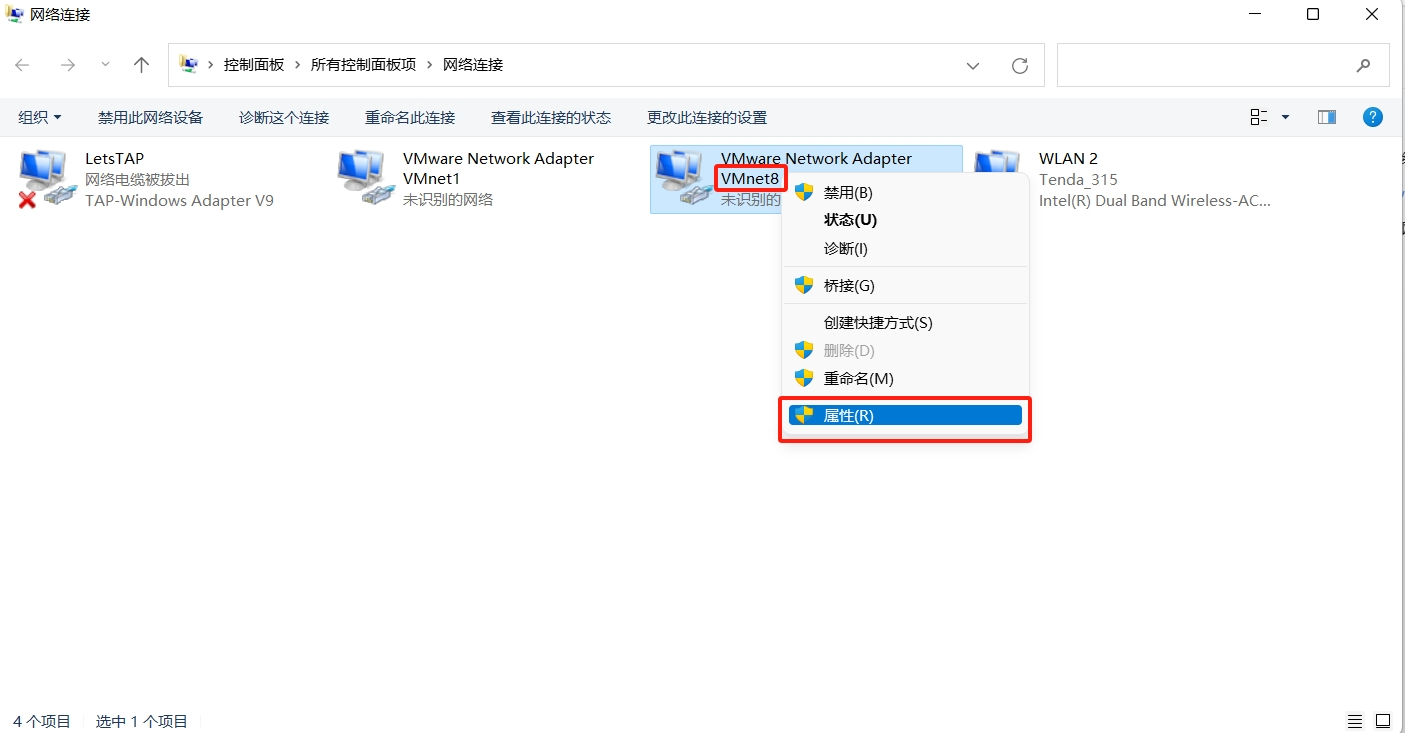 网络连接
控制面板 › 所有控制面板项 › 网络连接
组织 禁用此网络设备 诊断这个连接 重命名此连接 查看此连接的状态 更改此连接的设置
LetsTAP
网络电缆被拔出
TAP-Windows Adapter V9
VMware Network Adapter
VMnet1
未识别的网络
VMware Network Adapter
VMnet8
未识别的
WLAN 2
Tenda_315
Intel(R) Dual Band Wireless-AC...
禁用(B)
状态(U)
诊断(I)
桥接(G)
创建快捷方式(S)
删除(D)
重命名(M)
属性(R)
4 个项目 选中 1 个项目